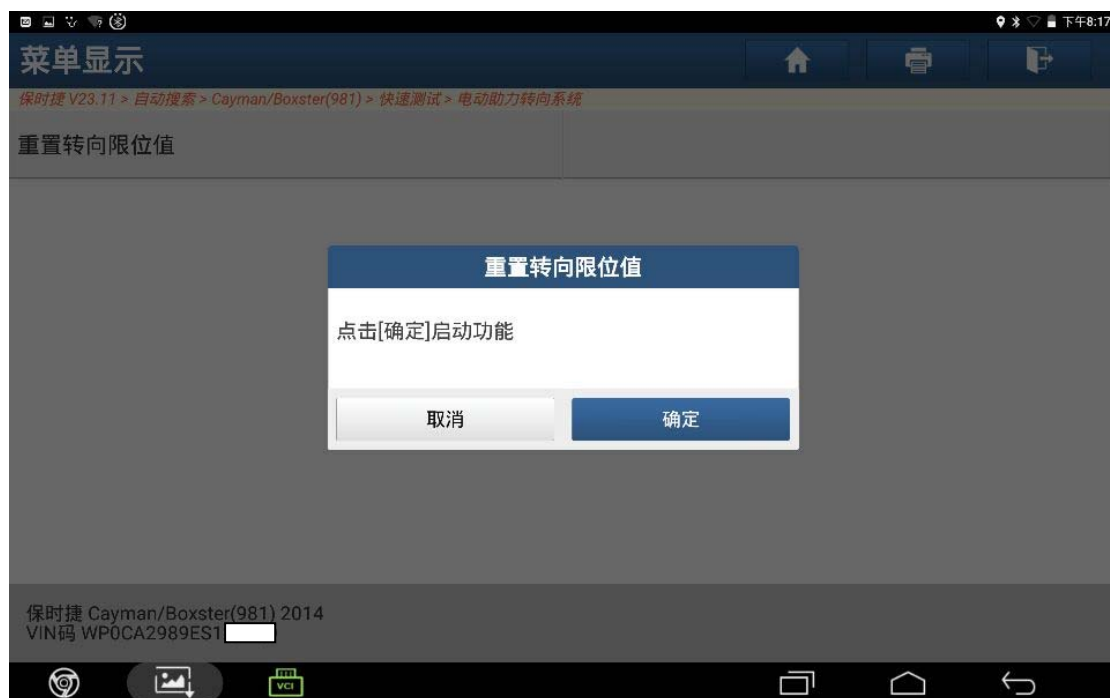 下午8:17
菜单显示
保时捷 V23.11 > 自动搜索 > Cayman/Boxster(981) > 快速测试 > 电动助力转向系统
重置转向限位值
重置转向限位值
点击[确定]启动功能
取消
确定
保时捷 Cayman/Boxster(981) 2014
VIN码 WP0CA2989ES1
VCI